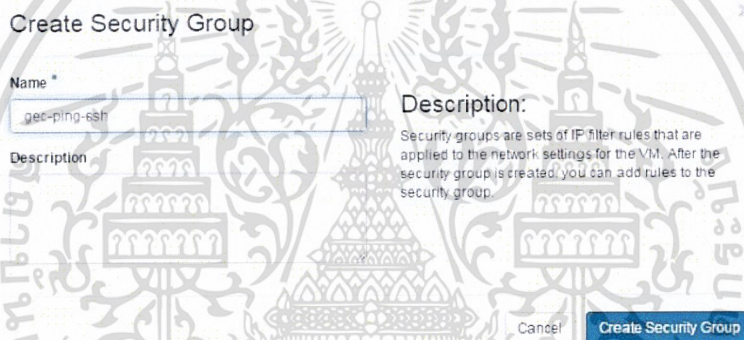 Create Security Group
Name *
gec-ping-ssh
Description
Description:
Security groups are sets of IP filter rules that are
applied to the network settings for the VM. After the
security group is created, you can add rules to the
security group.
Cancel
Create Security Group